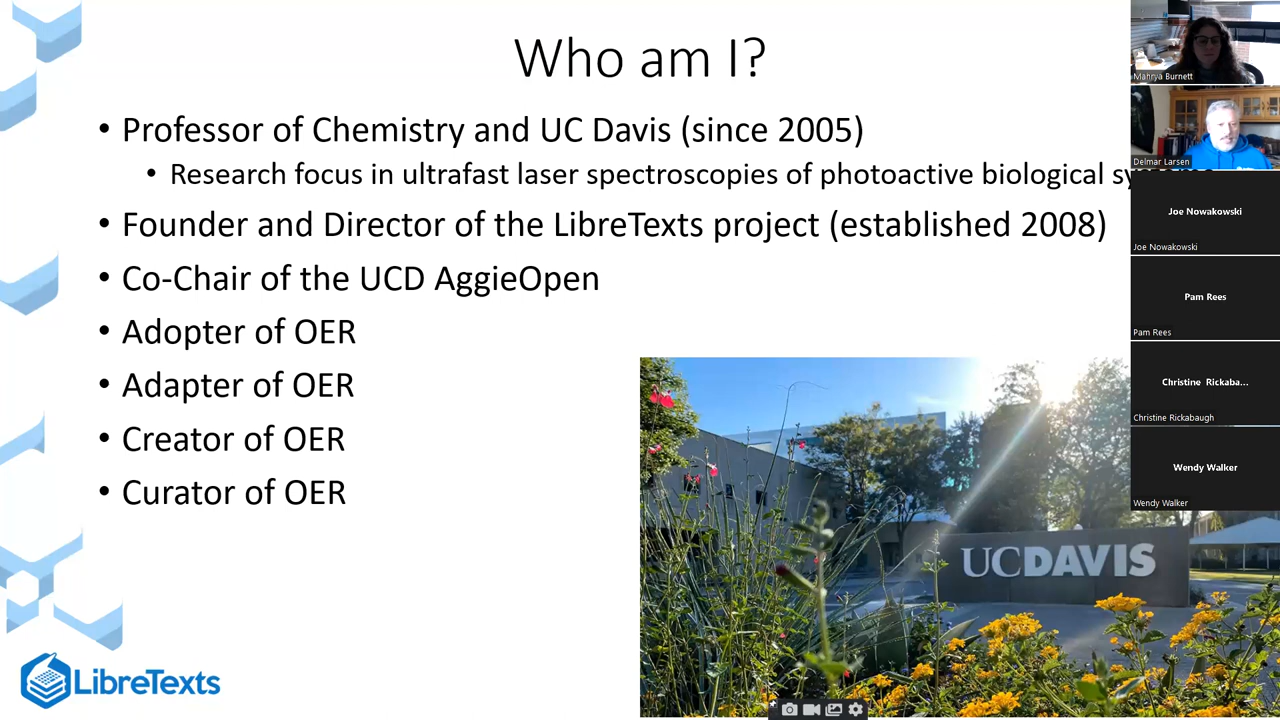 Who am I?
• Professor of Chemistry and UC Davis (since 2005)
• Research focus in ultrafast laser spectroscopies of photoactive biological
• Founder and Director of the LibreTexts project (established 2008)
• Co-Chair of the UCD AggieOpen
• Adopter of OER
• Adapter of OER
• Creator of OER
• Curator of OER
UCDAVIS
LibreTexts
Mahrya Burnett
Delmar Larsen
Joe Nowakowski
Joe Nowakowski
Pam Rees
Pam Rees
Christine Rickaba...
Christine Rickabaugh
Wendy Walker
Wendy Walker